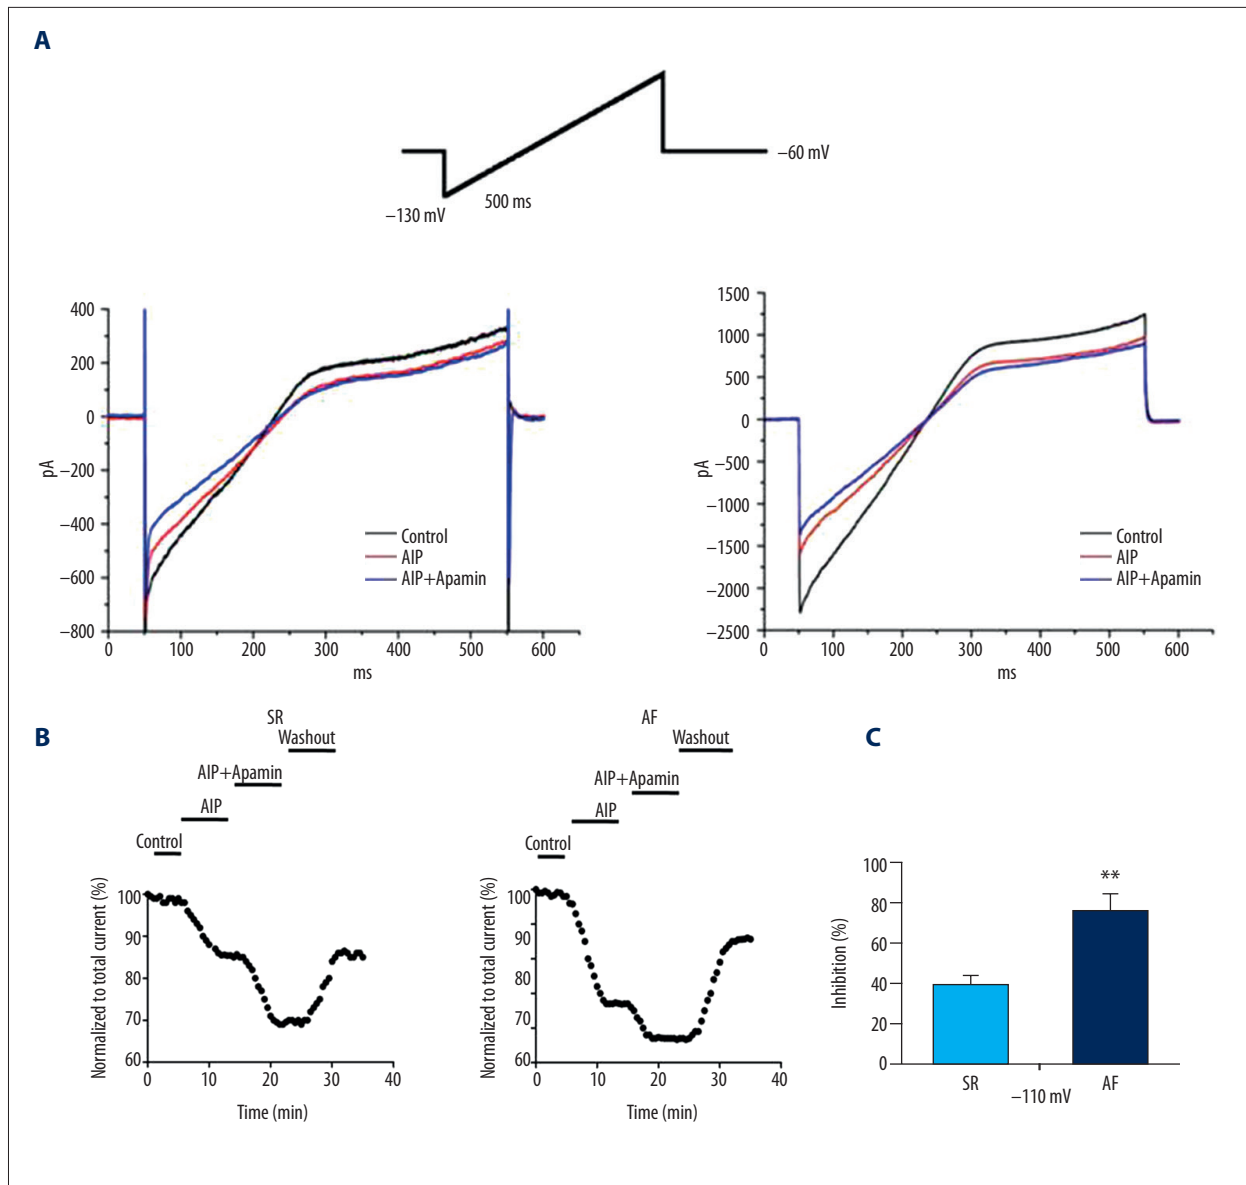 A
−60 mV
−130 mV
500 ms
400
200
0
−200
−400
−600
−800
pA
Control
AIP
AIP+Apamin
0 100 200 300 400 500 600
ms
1500
1000
500
0
−500
−1000
−1500
−2000
−2500
pA
Control
AIP
AIP+Apamin
0 100 200 300 400 500 600
ms
B
SR
Washout
AIP+Apamin
AIP
Control
Normalized to total current (%)
100
90
80
70
60
0 10 20 30 40
Time (min)
AF
Washout
AIP+Apamin
AIP
Control
Normalized to total current (%)
100
90
80
70
60
0 10 20 30 40
Time (min)
C
Inhibition (%)
100
80
60
40
20
0
**
SR AF
−110 mV